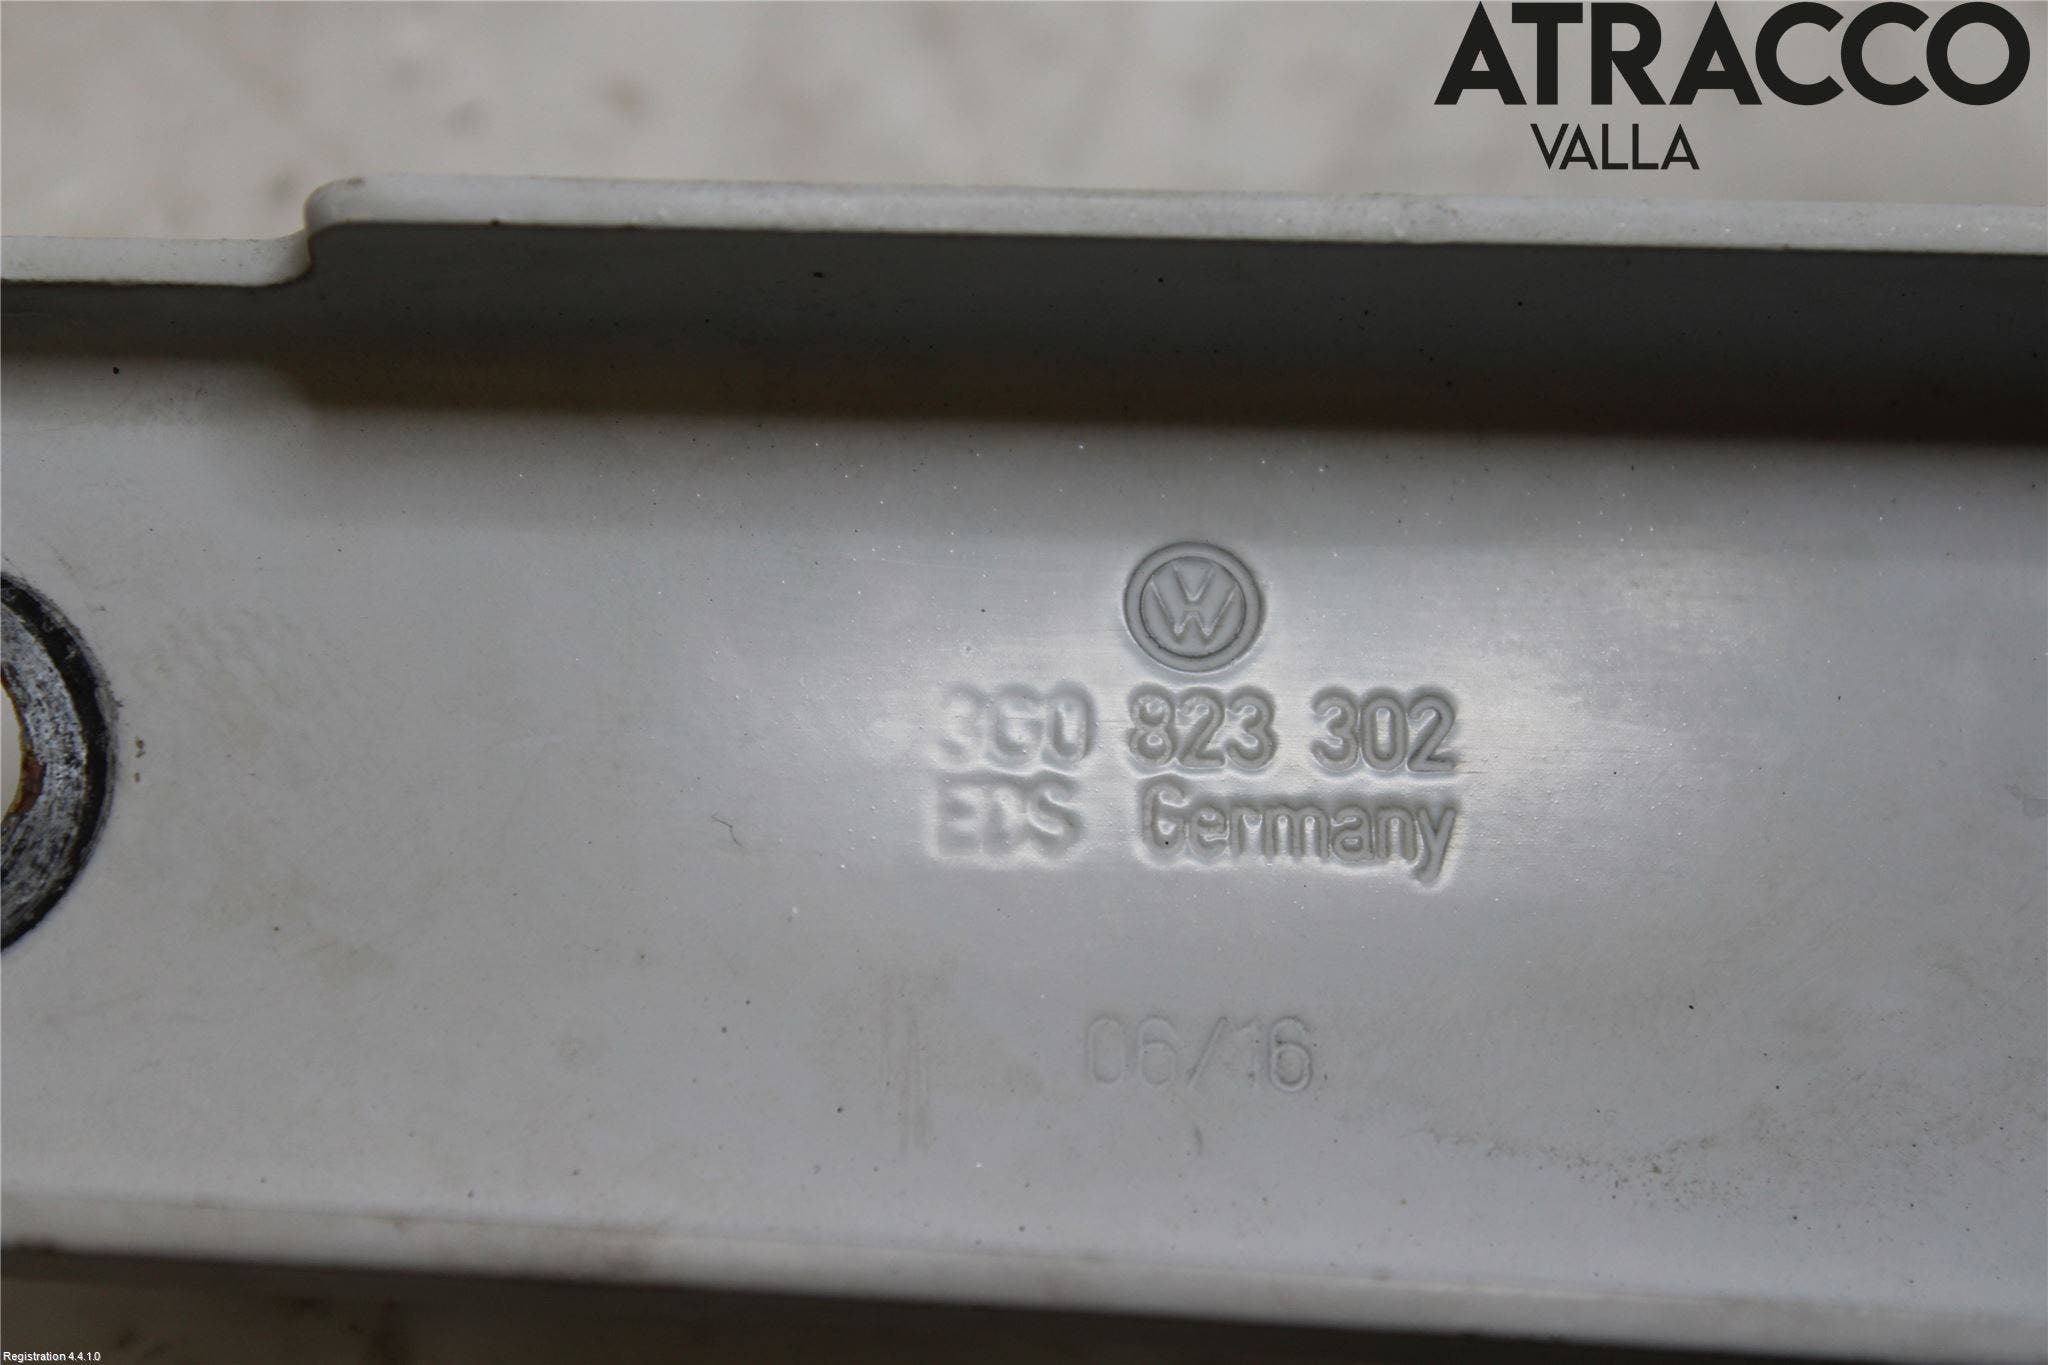 ATRACCO
VALLA
3G0 823 302
EDS Germany
06/16
Registration 4.4.1.0